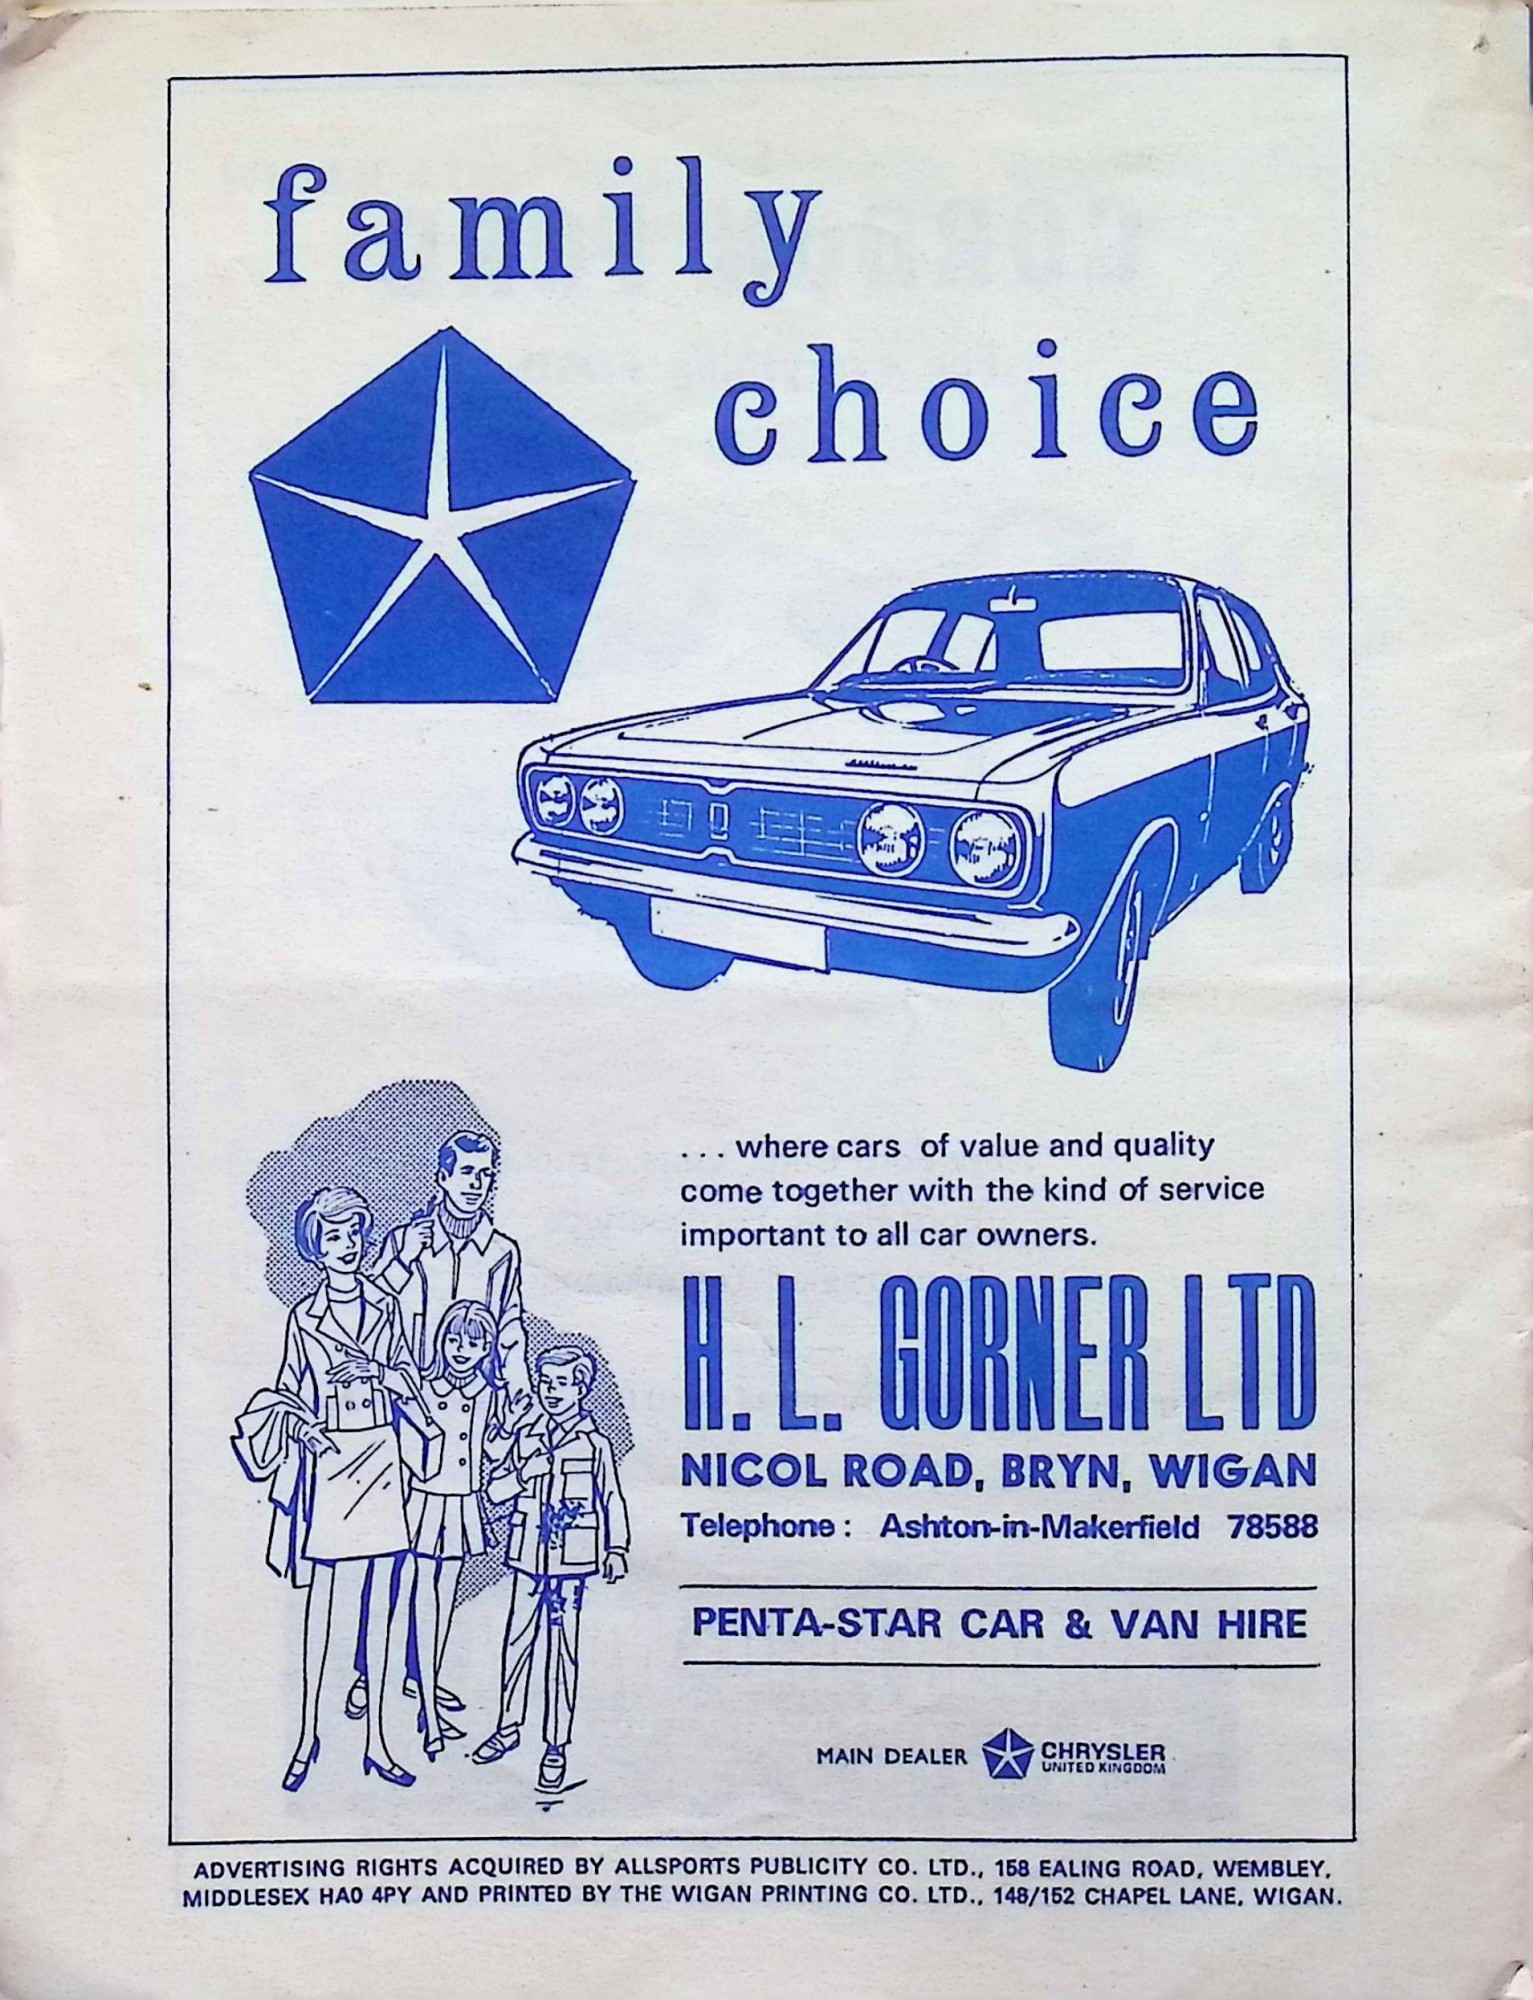 family
choice
... where cars of value and quality
come together with the kind of service
important to all car owners.
H. L. GORNER LTD
NICOL ROAD, BRYN, WIGAN
Telephone : Ashton-in-Makerfield 78588
PENTA-STAR CAR & VAN HIRE
MAIN DEALER CHRYSLER
UNITED KINGDOM
ADVERTISING RIGHTS ACQUIRED BY ALLSPORTS PUBLICITY CO. LTD., 158 EALING ROAD, WEMBLEY,
MIDDLESEX HA0 4PY AND PRINTED BY THE WIGAN PRINTING CO. LTD., 148/152 CHAPEL LANE, WIGAN.